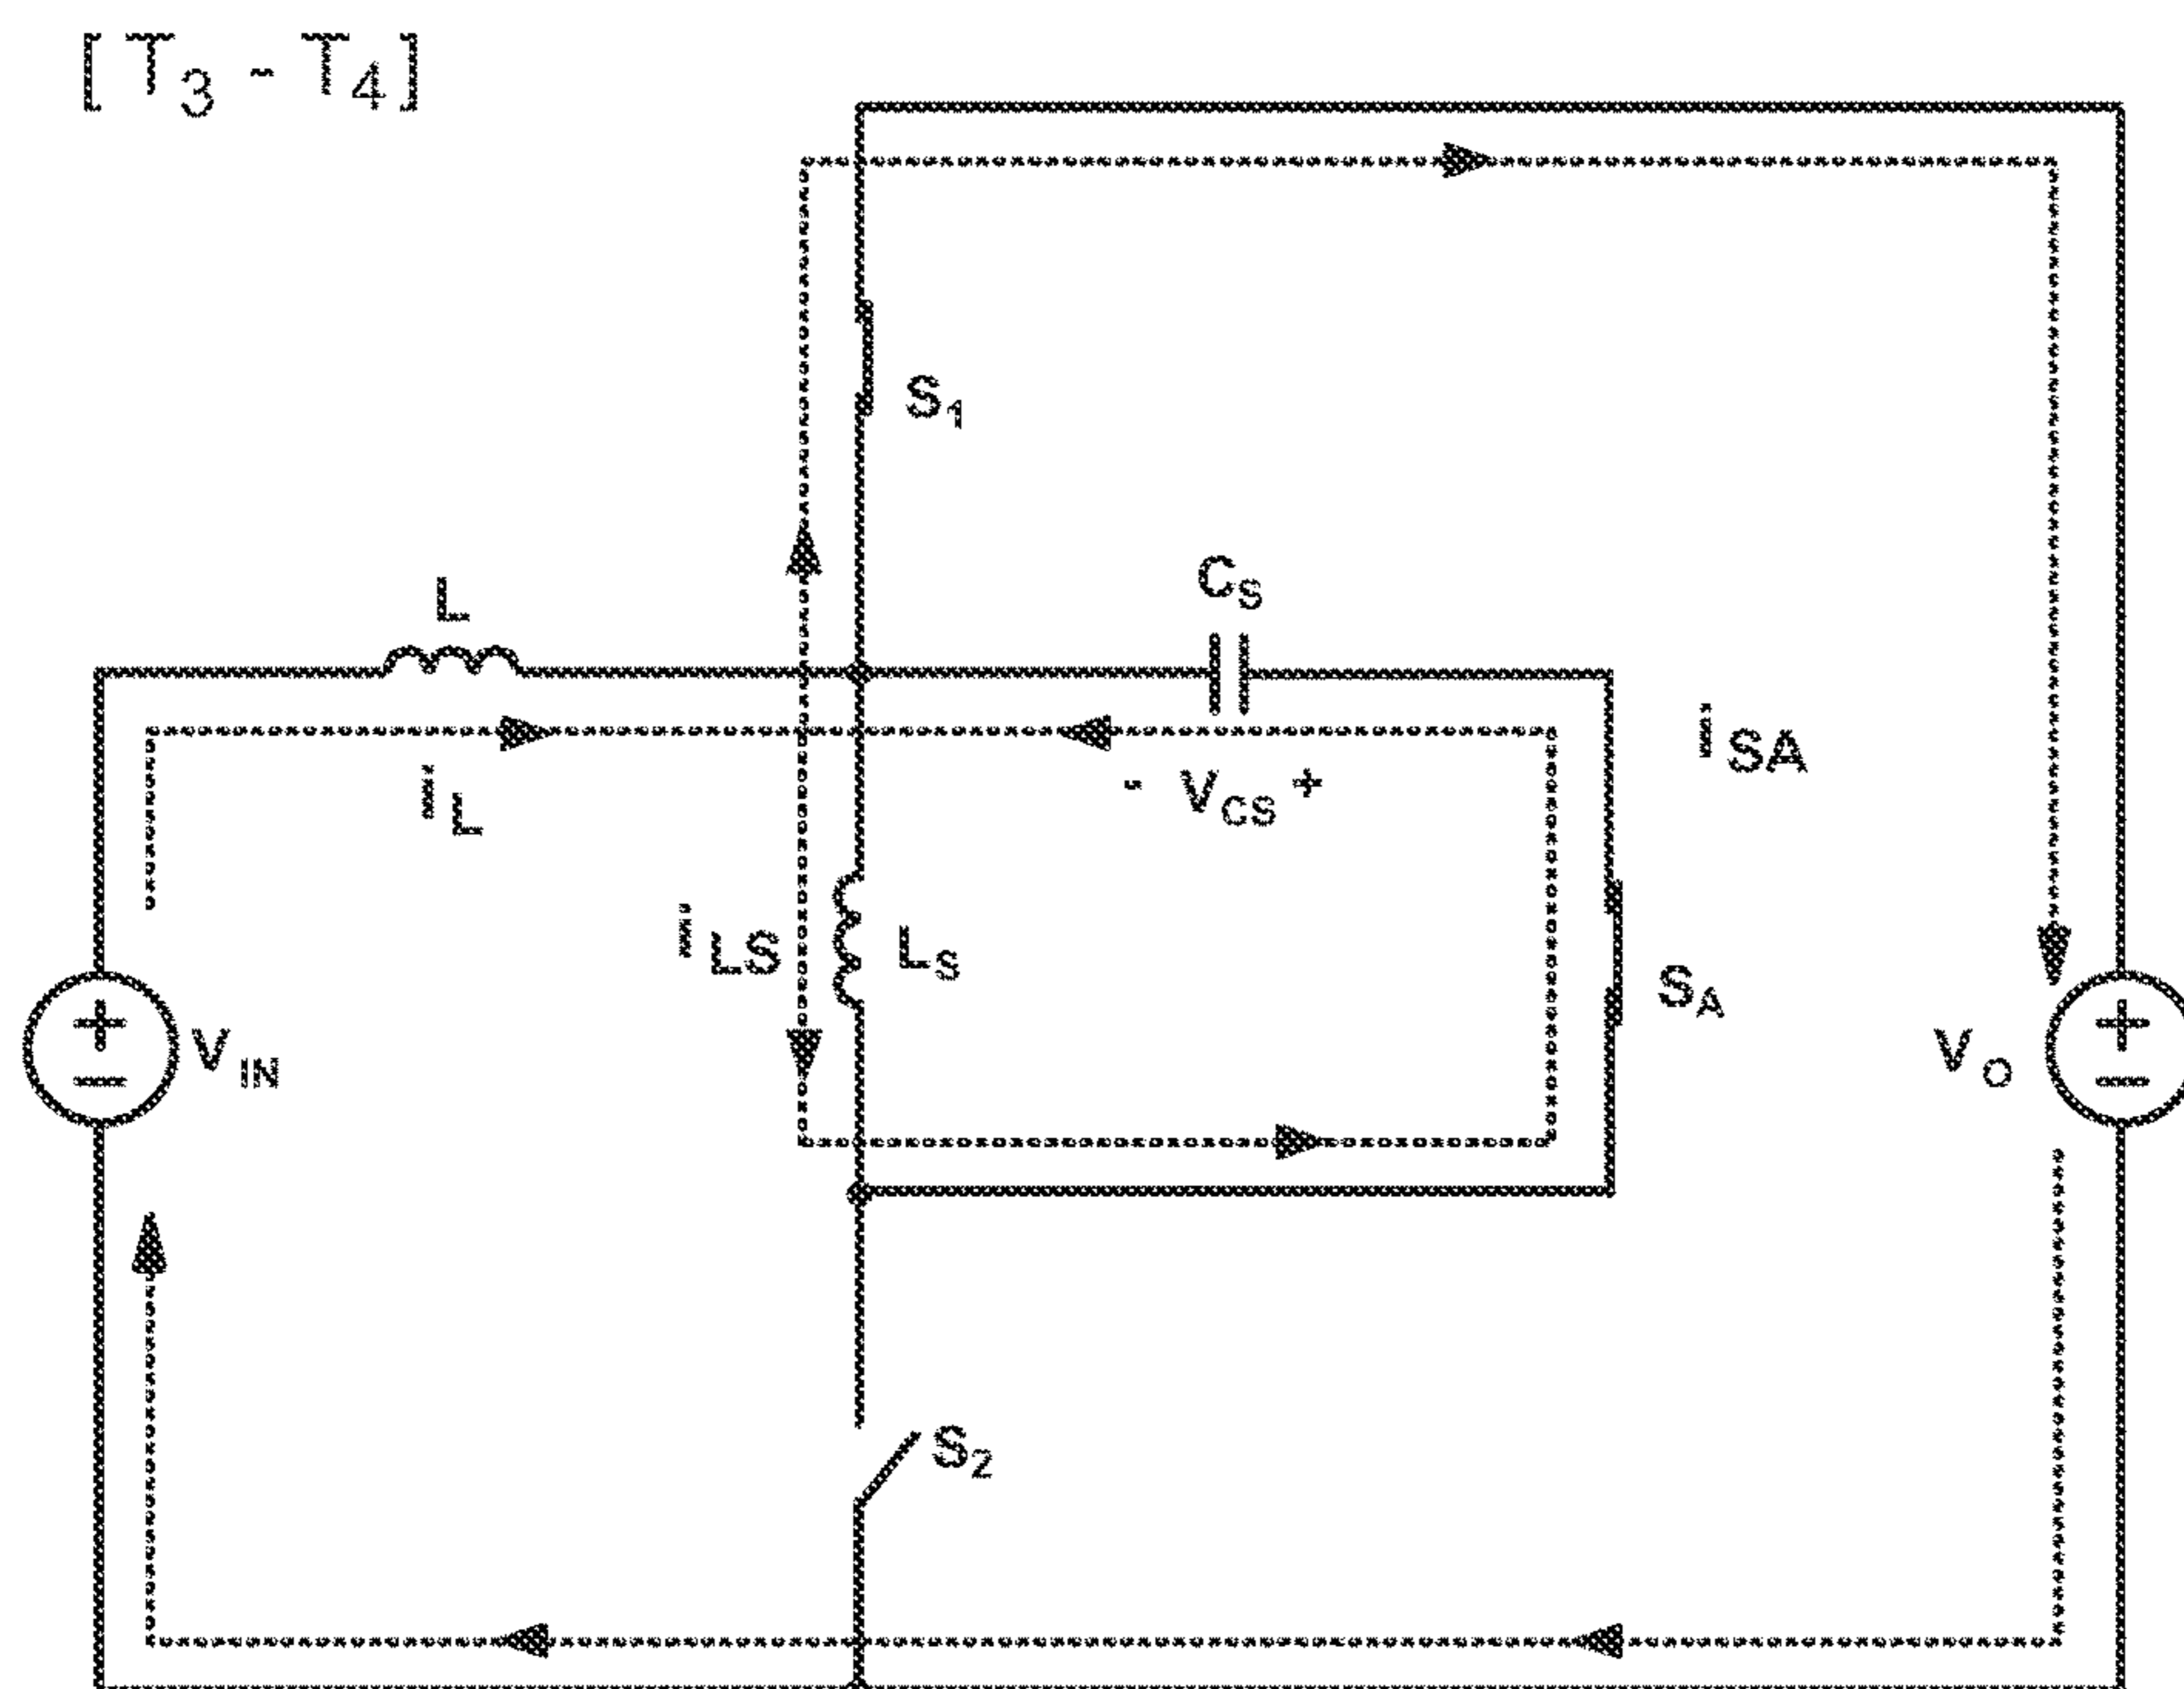 [ T3 - T4 ]
S1
CS
L
iSA
- VCS +
iL
iLS
LS
SA
+
−
VIN
VO
+
−
S2